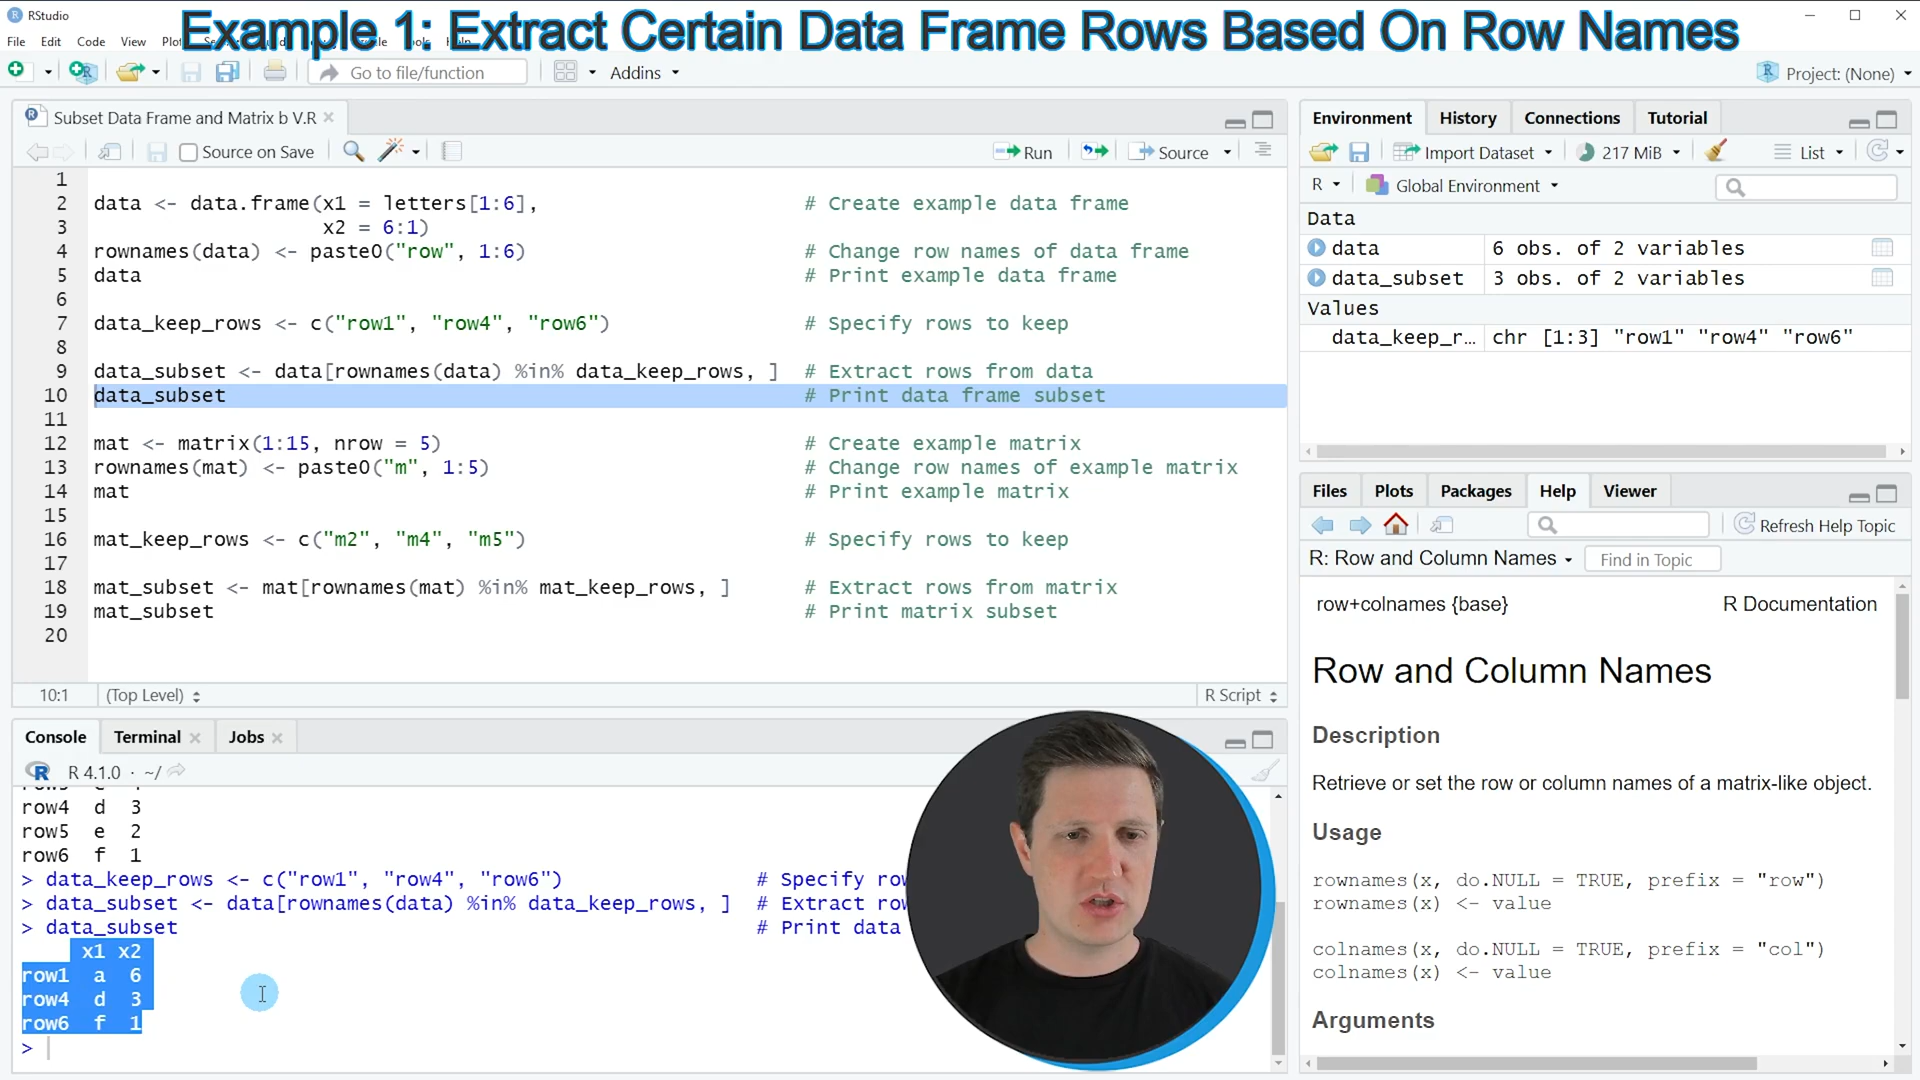 RStudio
Example 1: Extract Certain Data Frame Rows Based On Row Names
File Edit Code View
Go to file/function
Addins
Project: (None)
Subset Data Frame and Matrix b V.R
Source on Save
Run
Source
1
2 data <- data.frame(x1 = letters[1:6], # Create example data frame
3 x2 = 6:1)
4 rownames(data) <- paste0("row", 1:6) # Change row names of data frame
5 data # Print example data frame
6
7 data_keep_rows <- c("row1", "row4", "row6") # Specify rows to keep
8
9 data_subset <- data[rownames(data) %in% data_keep_rows, ] # Extract rows from data
10 data_subset # Print data frame subset
11
12 mat <- matrix(1:15, nrow = 5) # Create example matrix
13 rownames(mat) <- paste0("m", 1:5) # Change row names of example matrix
14 mat # Print example matrix
15
16 mat_keep_rows <- c("m2", "m4", "m5") # Specify rows to keep
17
18 mat_subset <- mat[rownames(mat) %in% mat_keep_rows, ] # Extract rows from matrix
19 mat_subset # Print matrix subset
20
10:1 (Top Level) R Script
Console Terminal Jobs
R 4.1.0 · ~/
row4 d 3
row5 e 2
row6 f 1
> data_keep_rows <- c("row1", "row4", "row6") # Specify
> data_subset <- data[rownames(data) %in% data_keep_rows, ] # Extract
> data_subset # Print data
x1 x2
row1 a 6
row4 d 3
row6 f 1
>
Environment History Connections Tutorial
Import Dataset 217 MiB List
R Global Environment
Data
data 6 obs. of 2 variables
data_subset 3 obs. of 2 variables
Values
data_keep_r… chr [1:3] "row1" "row4" "row6"
Files Plots Packages Help Viewer
Refresh Help Topic
R: Row and Column Names Find in Topic
row+colnames {base} R Documentation
Row and Column Names
Description
Retrieve or set the row or column names of a matrix-like object.
Usage
rownames(x, do.NULL = TRUE, prefix = "row")
rownames(x) <- value
colnames(x, do.NULL = TRUE, prefix = "col")
colnames(x) <- value
Arguments